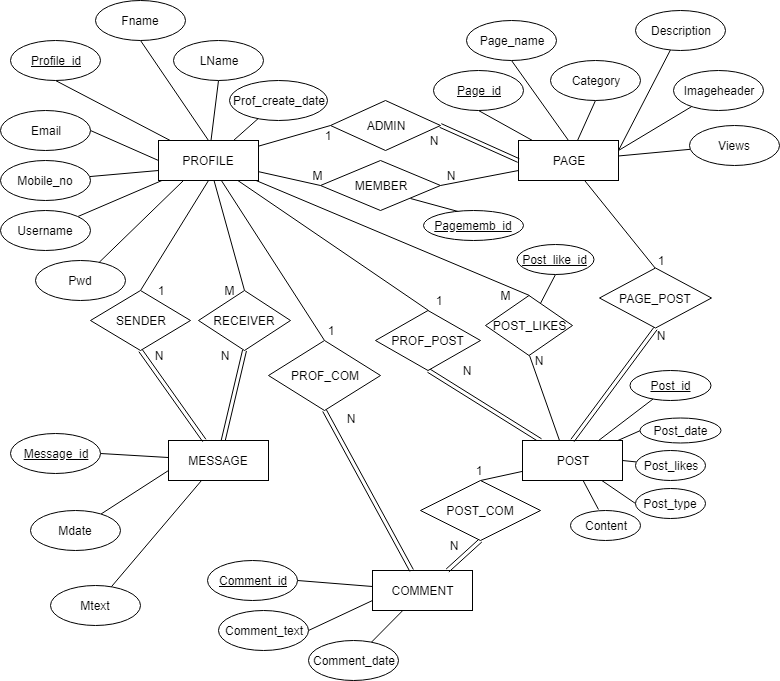 Fname
Page_name
Description
Profile_id
LName
Category
Page_id
Imageheader
Prof_create_date
Email
ADMIN
1
N
Views
PROFILE
PAGE
Mobile_no
M
MEMBER
N
Username
Pagememb_id
Pwd
Post_like_id
1
1
M
M
1
PAGE_POST
SENDER
RECEIVER
1
POST_LIKES
PROF_POST
N
N
N
N
N
PROF_COM
Post_id
N
Post_date
Message_id
MESSAGE
POST
Post_likes
1
Post_type
Mdate
POST_COM
Content
N
Comment_id
COMMENT
Mtext
Comment_text
Comment_date